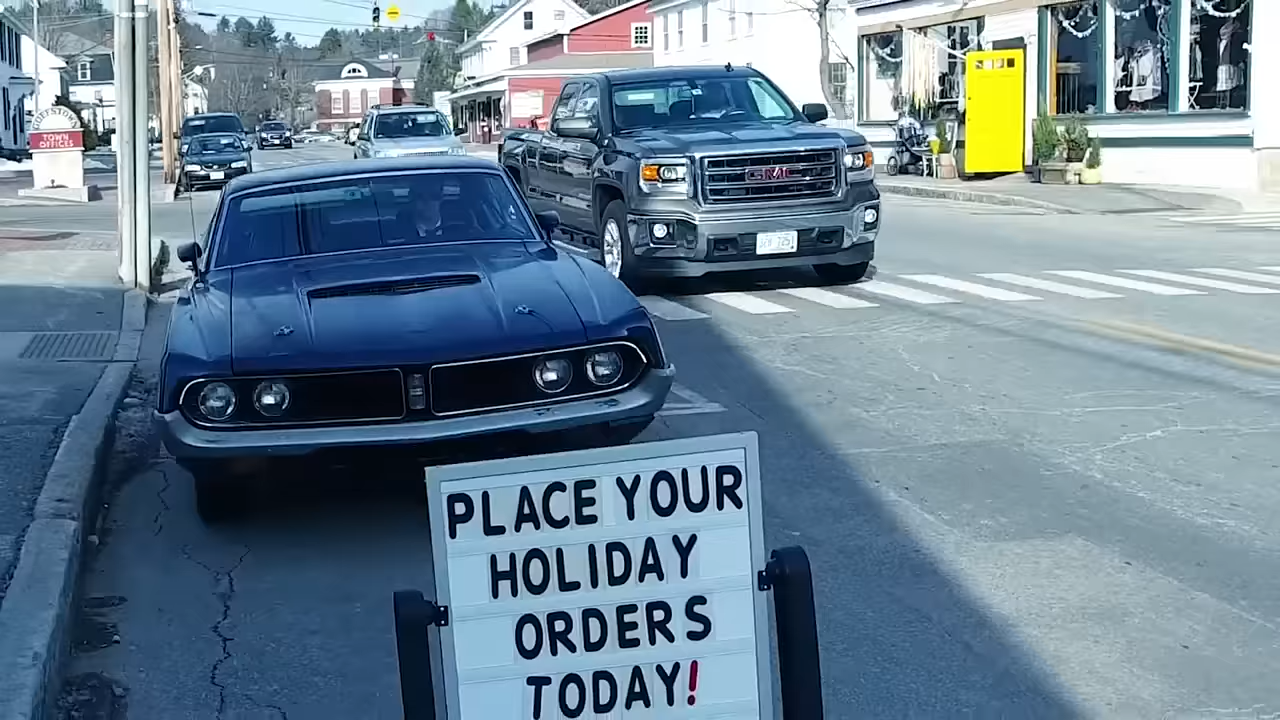 TOWN
OFFICES
GMC
PLACE YOUR
HOLIDAY
ORDERS
TODAY!